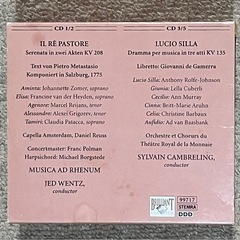 CD 1/2
IL RÈ PASTORE
Serenata in zwei Akten KV 208
Text von Pietro Metastasio
Komponiert in Salzburg, 1775
Aminta: Johannette Zomer, soprano
Elisa: Francine van der Heyden, soprano
Agenore: Marcel Reijans, tenor
Alessandro: Alexei Grigorev, tenor
Tamiri: Claudia Patacca, soprano
Capella Amsterdam, Daniel Reuss
Concertmaster: Franc Polman
Harpsichord: Michael Borgstede
MUSICA AD RHENUM
JED WENTZ,
conductor
CD 3/5
LUCIO SILLA
Dramma per musica in tre atti KV 135
Libretto: Giovanni de Gamerra
Lucio Silla: Anthony Rolfe-Johnson
Giunia: Lella Cuberli
Cecilio: Ann Murray
Cinna: Britt-Marie Aruhn
Celia: Christine Barbaux
Aufidio: Ad van Baasbank
Orchestre et Chœurs du
Théâtre Royal de la Monnaie
SYLVAIN CAMBRELING,
conductor
BRILLIANT
99717
STEMRA
DDD